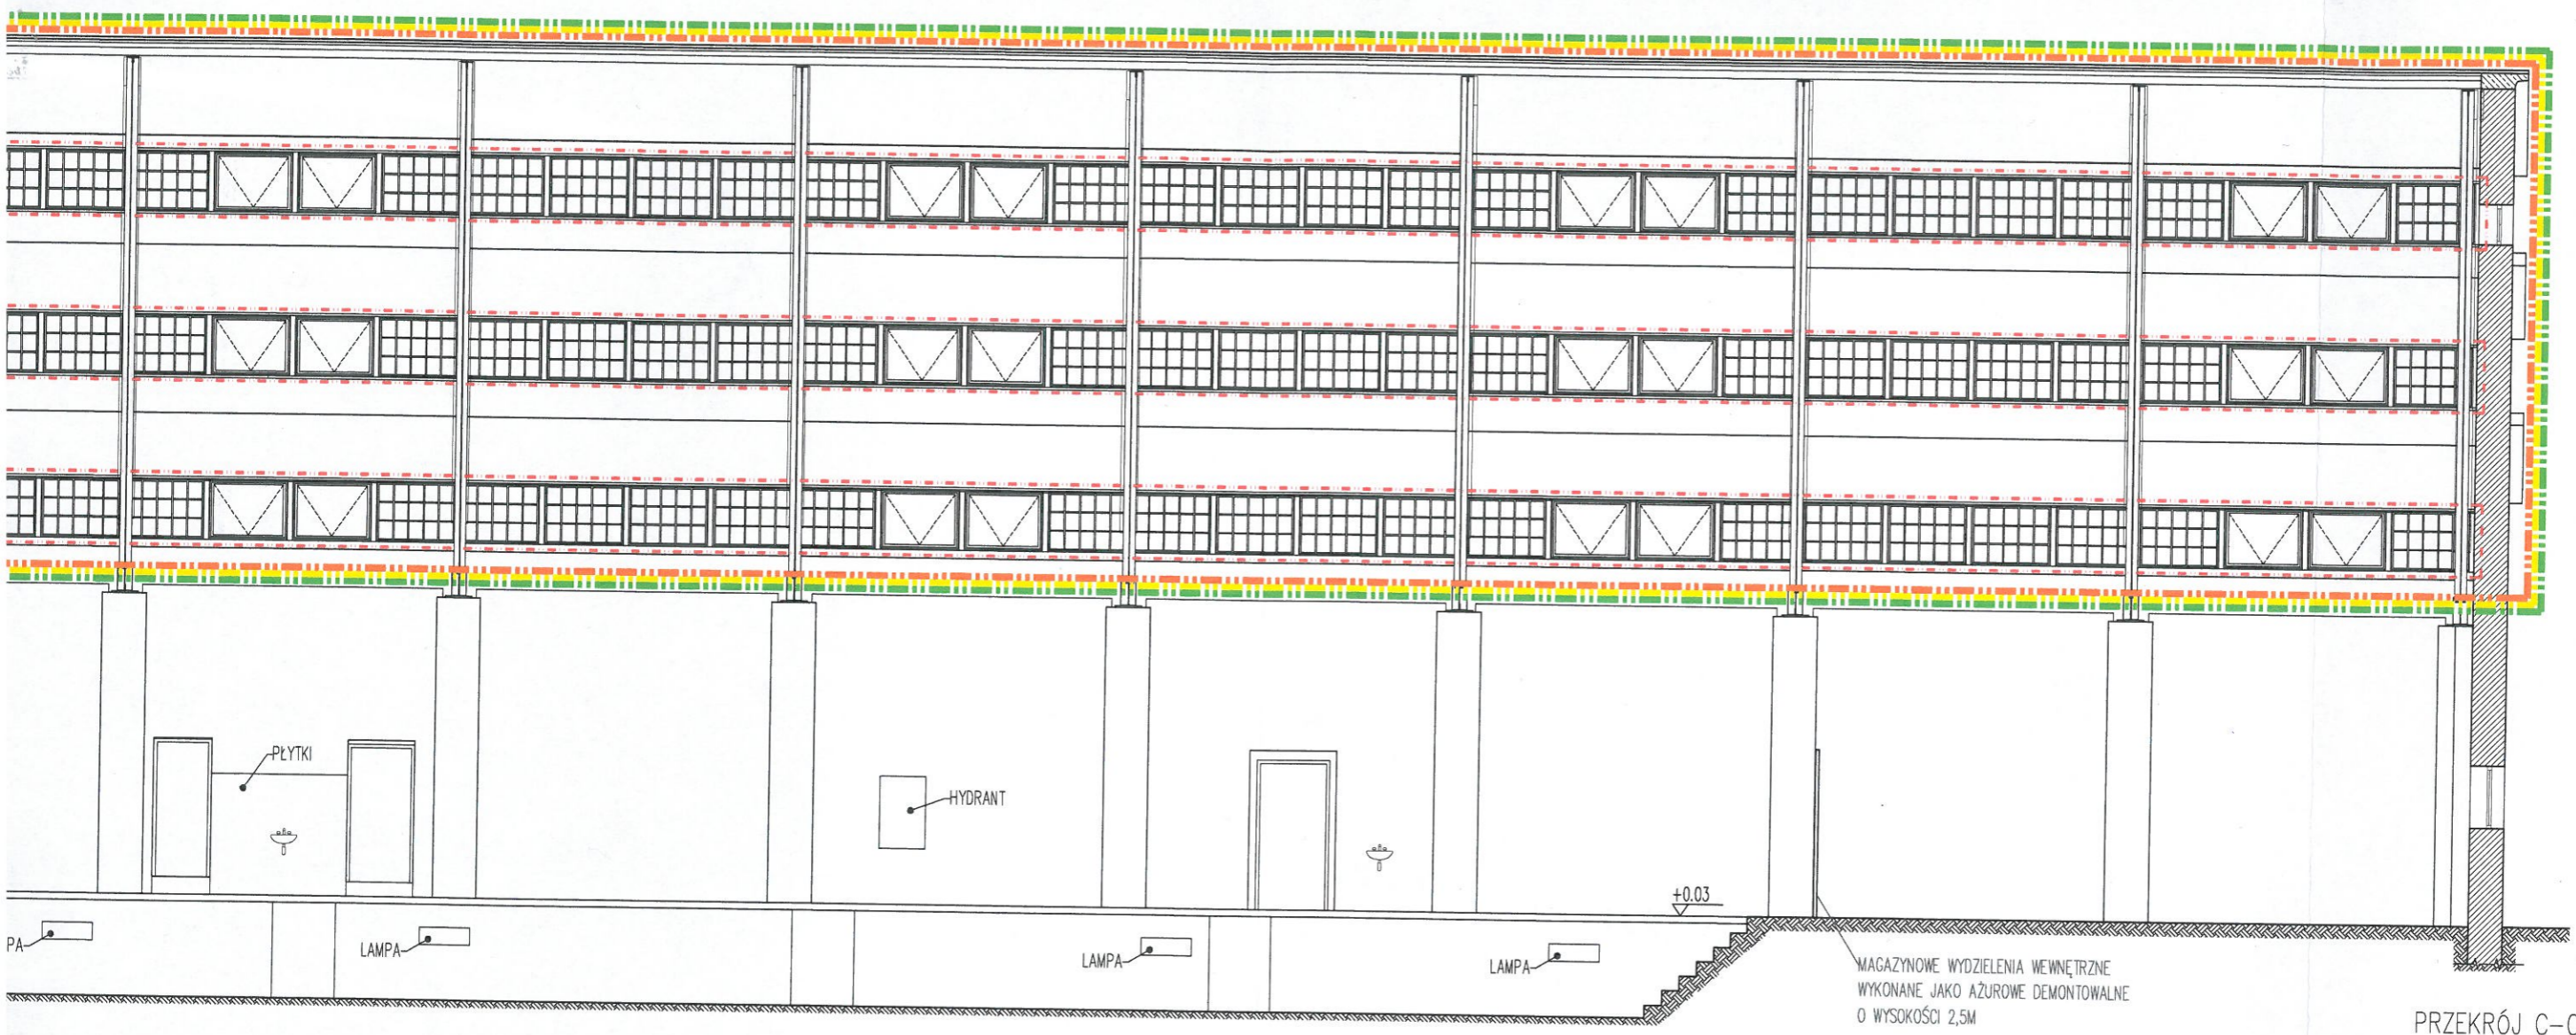 PŁYTKI
HYDRANT
+0.03
PA
LAMPA
LAMPA
LAMPA
MAGAZYNOWE WYDZIELENIA WEWNĘTRZNE
WYKONANE JAKO AŻUROWE DEMONTOWALNE
O WYSOKOŚCI 2,5M
PRZEKRÓJ C-